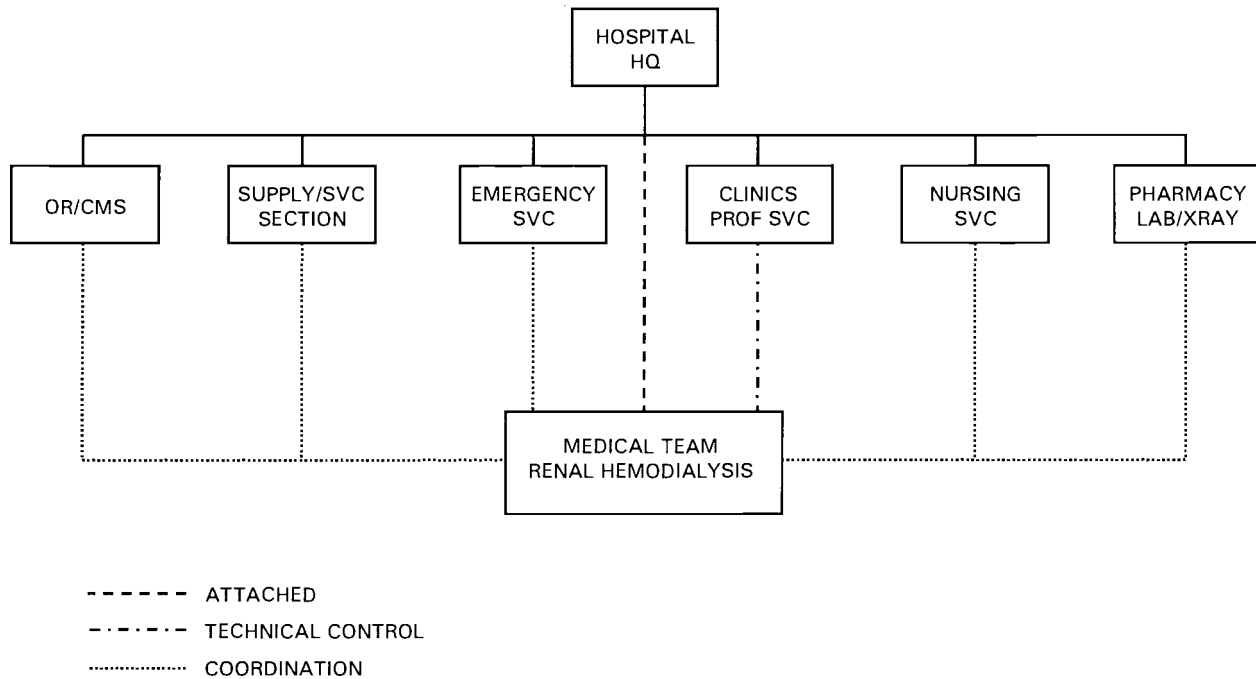 HOSPITAL
HQ
OR/CMS
SUPPLY/SVC
SECTION
EMERGENCY
SVC
CLINICS
PROF SVC
NURSING
SVC
PHARMACY
LAB/XRAY
MEDICAL TEAM
RENAL HEMODIALYSIS
ATTACHED
TECHNICAL CONTROL
COORDINATION